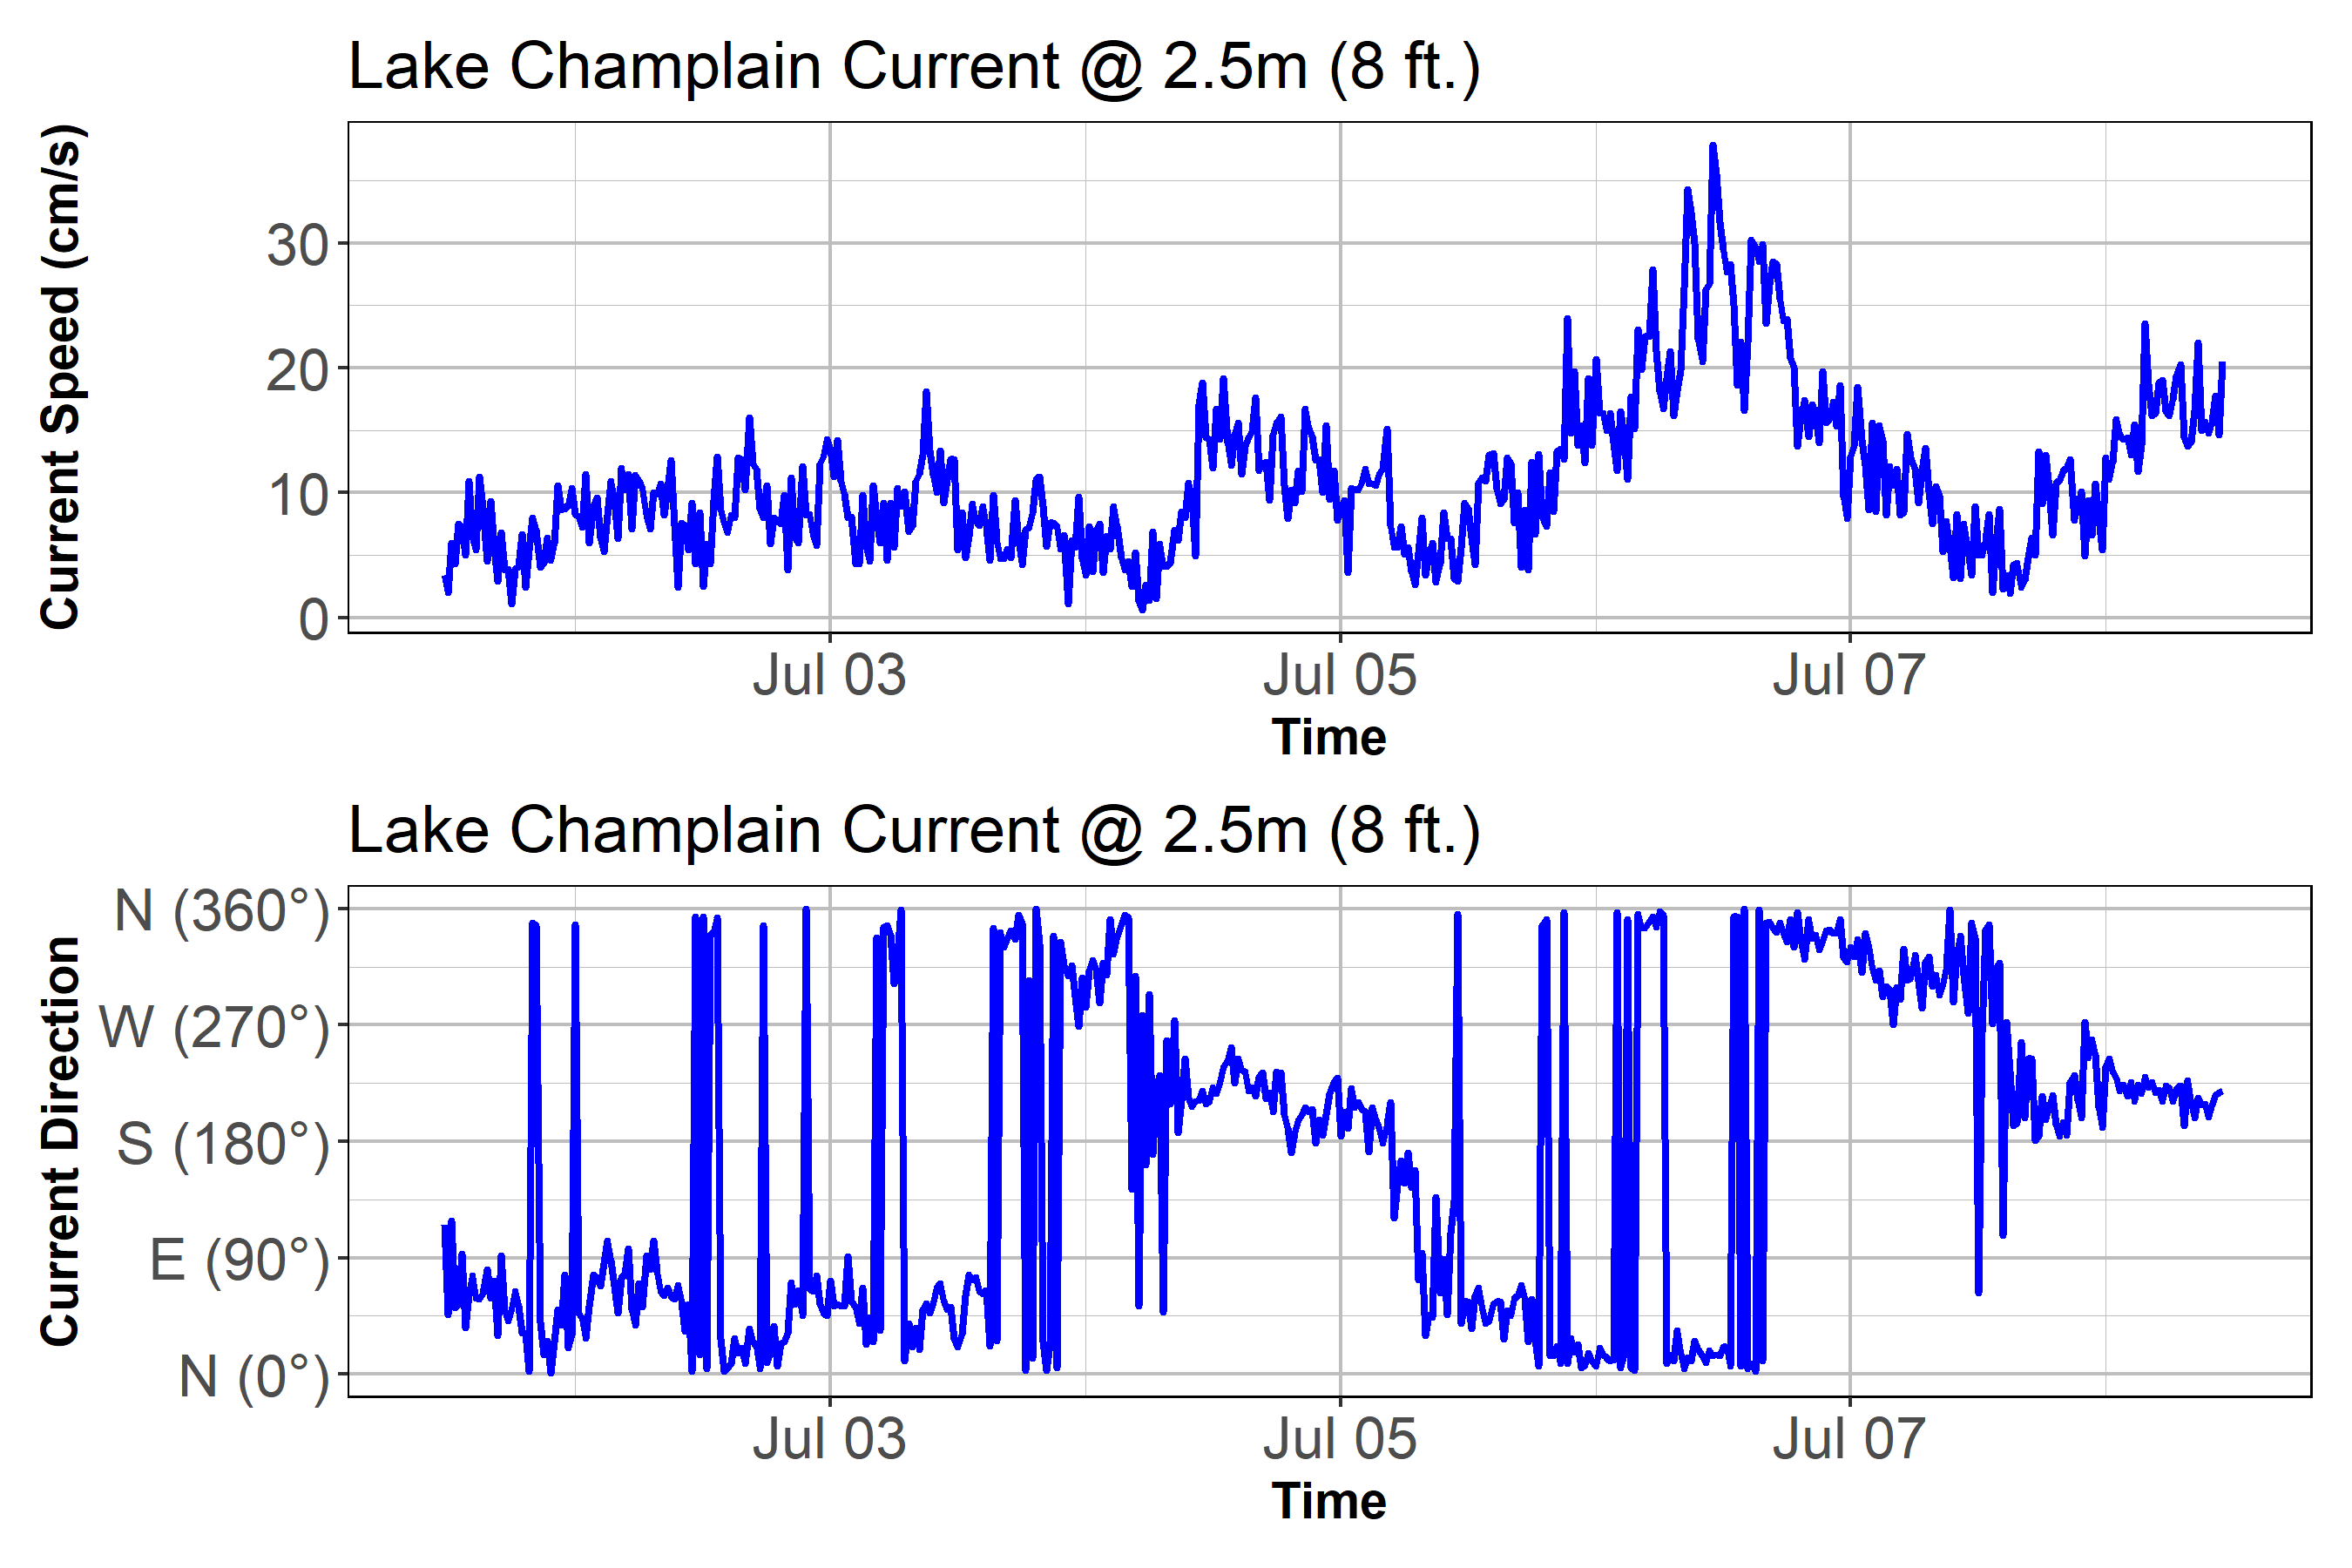 Lake Champlain Current @ 2.5m (8 ft.)
Current Speed (cm/s)
30
20
10
0
Jul 03 Jul 05 Jul 07
Time
Lake Champlain Current @ 2.5m (8 ft.)
Current Direction
N (360°)
W (270°)
S (180°)
E (90°)
N (0°)
Jul 03 Jul 05 Jul 07
Time